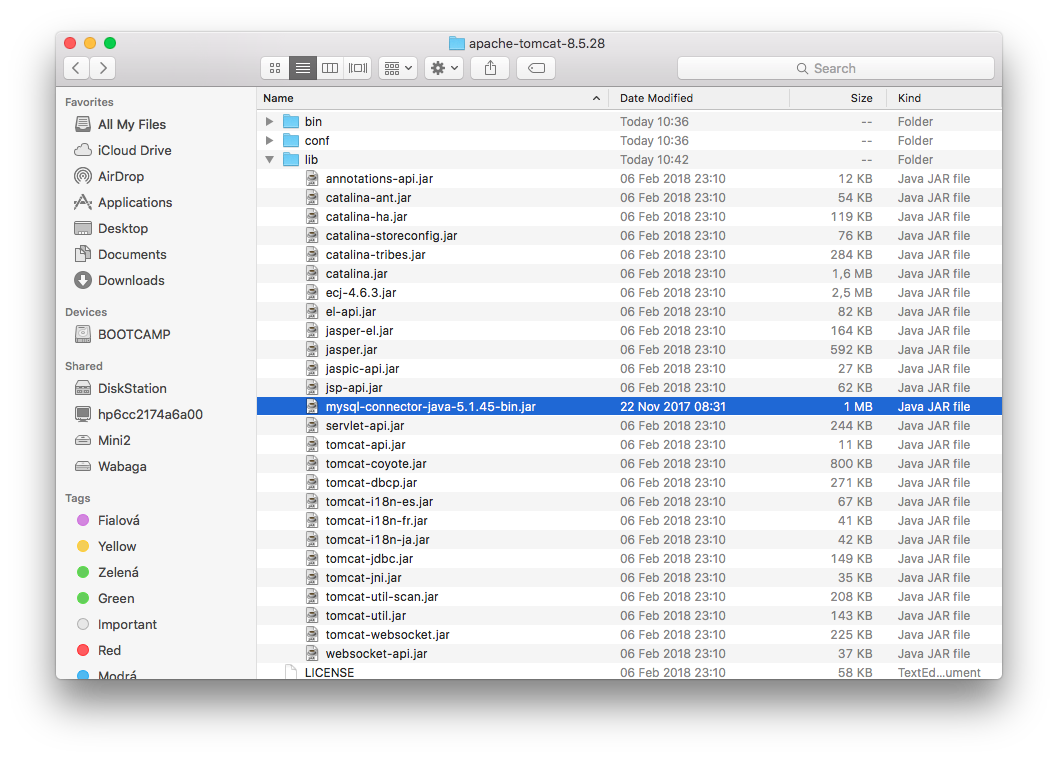 apache-tomcat-8.5.28
Search
Favorites
All My Files
iCloud Drive
AirDrop
Applications
Desktop
Documents
Downloads
Devices
BOOTCAMP
Shared
DiskStation
hp6cc2174a6a00
Mini2
Wabaga
Tags
Fialová
Yellow
Zelená
Green
Important
Red
Modrá
Name Date Modified Size Kind
bin Today 10:36 -- Folder
conf Today 10:36 -- Folder
lib Today 10:42 -- Folder
annotations-api.jar 06 Feb 2018 23:10 12 KB Java JAR file
catalina-ant.jar 06 Feb 2018 23:10 54 KB Java JAR file
catalina-ha.jar 06 Feb 2018 23:10 119 KB Java JAR file
catalina-storeconfig.jar 06 Feb 2018 23:10 76 KB Java JAR file
catalina-tribes.jar 06 Feb 2018 23:10 284 KB Java JAR file
catalina.jar 06 Feb 2018 23:10 1,6 MB Java JAR file
ecj-4.6.3.jar 06 Feb 2018 23:10 2,5 MB Java JAR file
el-api.jar 06 Feb 2018 23:10 82 KB Java JAR file
jasper-el.jar 06 Feb 2018 23:10 164 KB Java JAR file
jasper.jar 06 Feb 2018 23:10 592 KB Java JAR file
jaspic-api.jar 06 Feb 2018 23:10 27 KB Java JAR file
jsp-api.jar 06 Feb 2018 23:10 62 KB Java JAR file
mysql-connector-java-5.1.45-bin.jar 22 Nov 2017 08:31 1 MB Java JAR file
servlet-api.jar 06 Feb 2018 23:10 244 KB Java JAR file
tomcat-api.jar 06 Feb 2018 23:10 11 KB Java JAR file
tomcat-coyote.jar 06 Feb 2018 23:10 800 KB Java JAR file
tomcat-dbcp.jar 06 Feb 2018 23:10 271 KB Java JAR file
tomcat-i18n-es.jar 06 Feb 2018 23:10 67 KB Java JAR file
tomcat-i18n-fr.jar 06 Feb 2018 23:10 41 KB Java JAR file
tomcat-i18n-ja.jar 06 Feb 2018 23:10 42 KB Java JAR file
tomcat-jdbc.jar 06 Feb 2018 23:10 149 KB Java JAR file
tomcat-jni.jar 06 Feb 2018 23:10 35 KB Java JAR file
tomcat-util-scan.jar 06 Feb 2018 23:10 208 KB Java JAR file
tomcat-util.jar 06 Feb 2018 23:10 143 KB Java JAR file
tomcat-websocket.jar 06 Feb 2018 23:10 225 KB Java JAR file
websocket-api.jar 06 Feb 2018 23:10 37 KB Java JAR file
LICENSE 06 Feb 2018 23:10 58 KB TextEd...ument